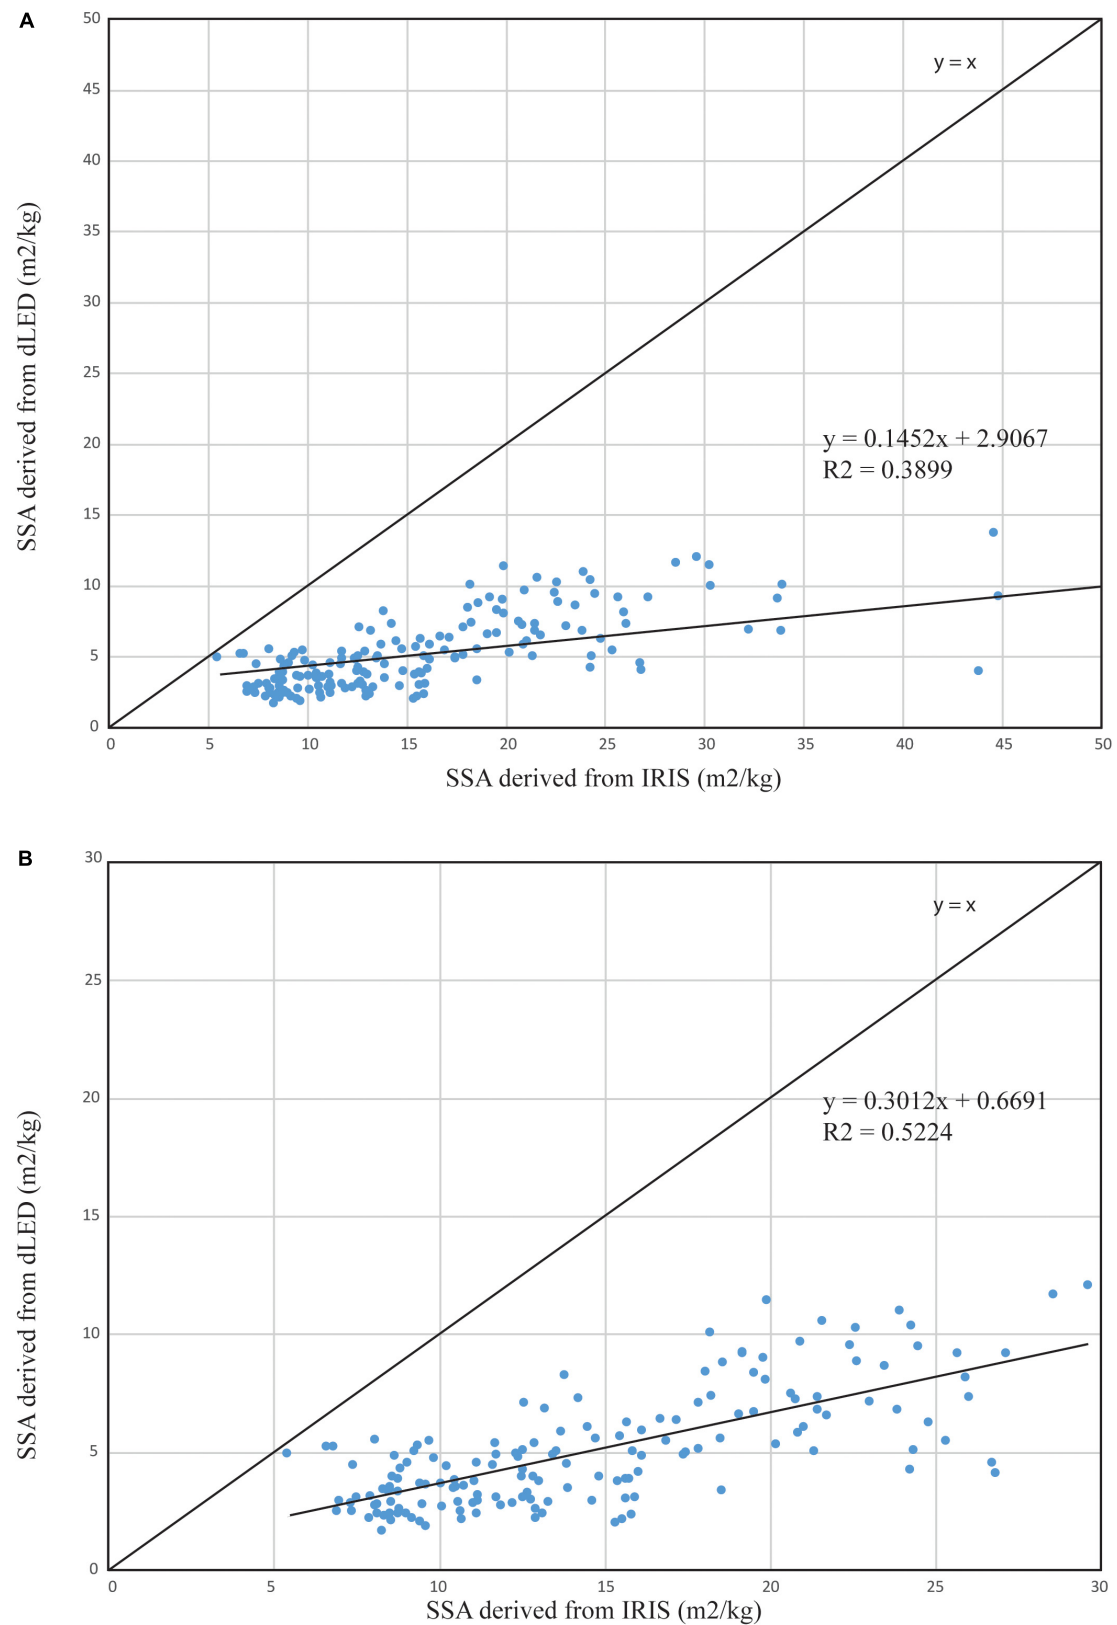 A
50
45
40
35
30
25
20
15
10
5
0
SSA derived from dLED (m2/kg)
y = x
y = 0.1452x + 2.9067
R2 = 0.3899
0 5 10 15 20 25 30 35 40 45 50
SSA derived from IRIS (m2/kg)
B
30
25
20
15
10
5
0
SSA derived from dLED (m2/kg)
y = x
y = 0.3012x + 0.6691
R2 = 0.5224
0 5 10 15 20 25 30
SSA derived from IRIS (m2/kg)